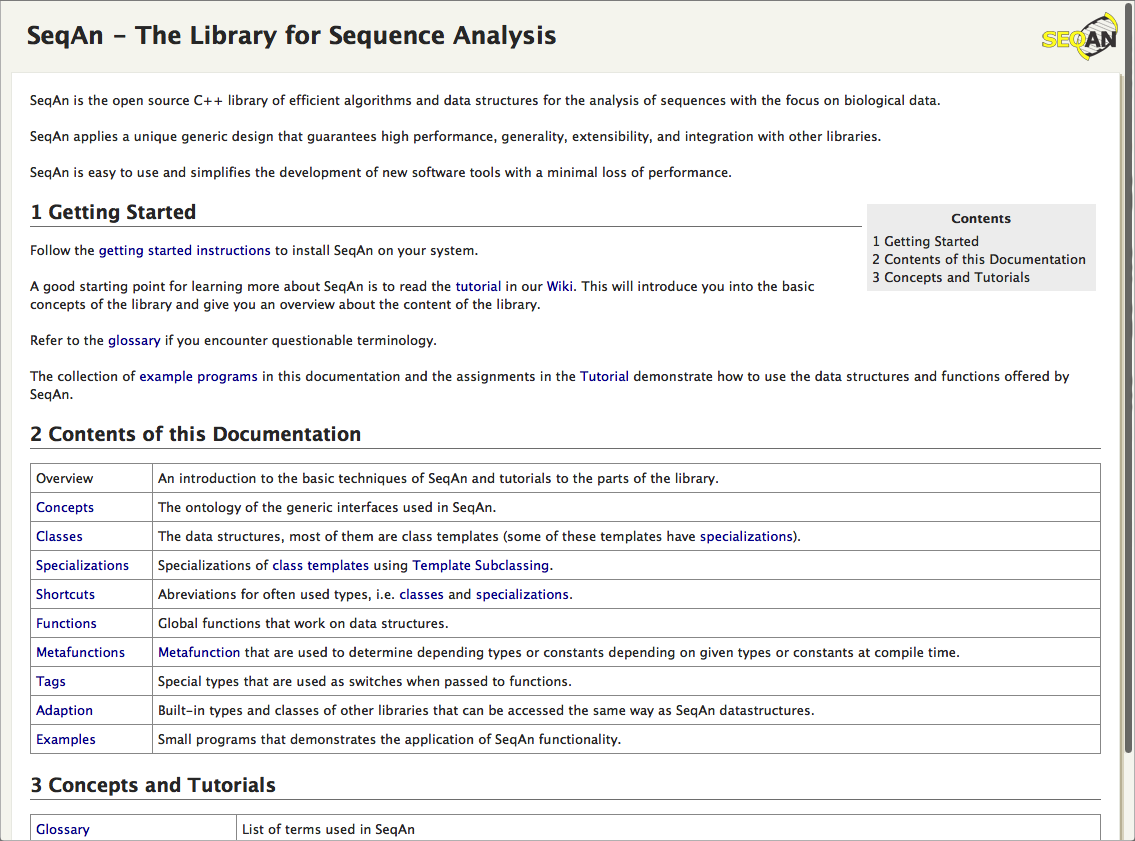 SeqAn – The Library for Sequence Analysis
SEQAN
SeqAn is the open source C++ library of efficient algorithms and data structures for the analysis of sequences with the focus on biological data.
SeqAn applies a unique generic design that guarantees high performance, generality, extensibility, and integration with other libraries.
SeqAn is easy to use and simplifies the development of new software tools with a minimal loss of performance.
1 Getting Started
Contents
1 Getting Started
2 Contents of this Documentation
3 Concepts and Tutorials
Follow the getting started instructions to install SeqAn on your system.
A good starting point for learning more about SeqAn is to read the tutorial in our Wiki. This will introduce you into the basic
concepts of the library and give you an overview about the content of the library.
Refer to the glossary if you encounter questionable terminology.
The collection of example programs in this documentation and the assignments in the Tutorial demonstrate how to use the data structures and functions offered by
SeqAn.
2 Contents of this Documentation
Overview An introduction to the basic techniques of SeqAn and tutorials to the parts of the library.
Concepts The ontology of the generic interfaces used in SeqAn.
Classes The data structures, most of them are class templates (some of these templates have specializations).
Specializations Specializations of class templates using Template Subclassing.
Shortcuts Abreviations for often used types, i.e. classes and specializations.
Functions Global functions that work on data structures.
Metafunctions Metafunction that are used to determine depending types or constants depending on given types or constants at compile time.
Tags Special types that are used as switches when passed to functions.
Adaption Built-in types and classes of other libraries that can be accessed the same way as SeqAn datastructures.
Examples Small programs that demonstrates the application of SeqAn functionality.
3 Concepts and Tutorials
Glossary List of terms used in SeqAn